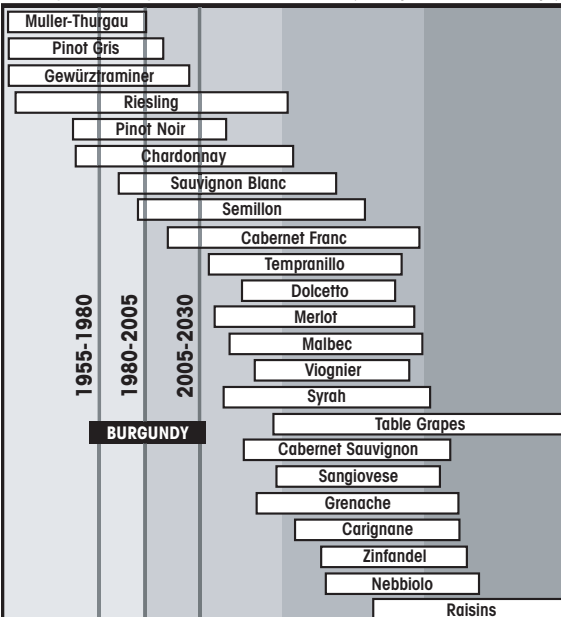 Muller-Thurgau
Pinot Gris
Gewürztraminer
Riesling
Pinot Noir
Chardonnay
Sauvignon Blanc
Semillon
Cabernet Franc
Tempranillo
Dolcetto
Merlot
Malbec
Viognier
Syrah
Table Grapes
Cabernet Sauvignon
Sangiovese
Grenache
Carignane
Zinfandel
Nebbiolo
Raisins
1955-1980
1980-2005
2005-2030
BURGUNDY